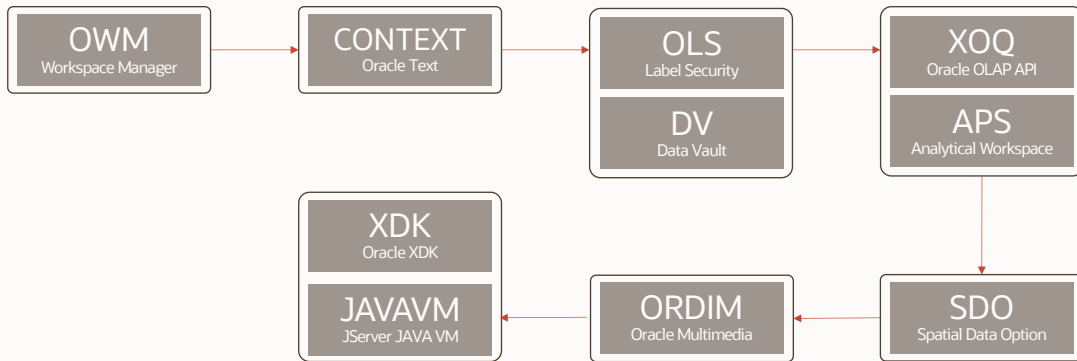 OWM
Workspace Manager
CONTEXT
Oracle Text
OLS
Label Security
DV
Data Vault
XOQ
Oracle OLAP API
APS
Analytical Workspace
SDO
Spatial Data Option
ORDIM
Oracle Multimedia
XDK
Oracle XDK
JAVAVM
JServer JAVA VM